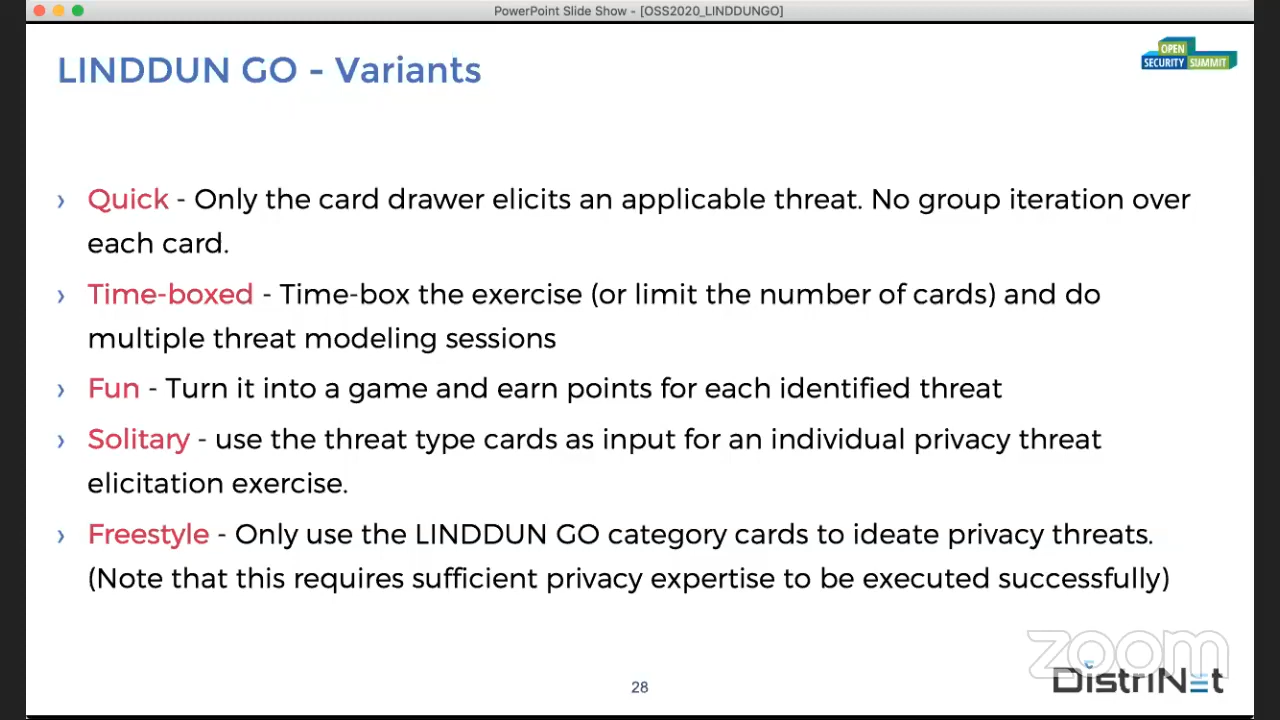 PowerPoint Slide Show - [OSS2020_LINDDUNGO]
LINDDUN GO - Variants
OPEN
SECURITY SUMMIT
› Quick - Only the card drawer elicits an applicable threat. No group iteration over
each card.
› Time-boxed - Time-box the exercise (or limit the number of cards) and do
multiple threat modeling sessions
› Fun - Turn it into a game and earn points for each identified threat
› Solitary - use the threat type cards as input for an individual privacy threat
elicitation exercise.
› Freestyle - Only use the LINDDUN GO category cards to ideate privacy threats.
(Note that this requires sufficient privacy expertise to be executed successfully)
zoom
DistriNet
28